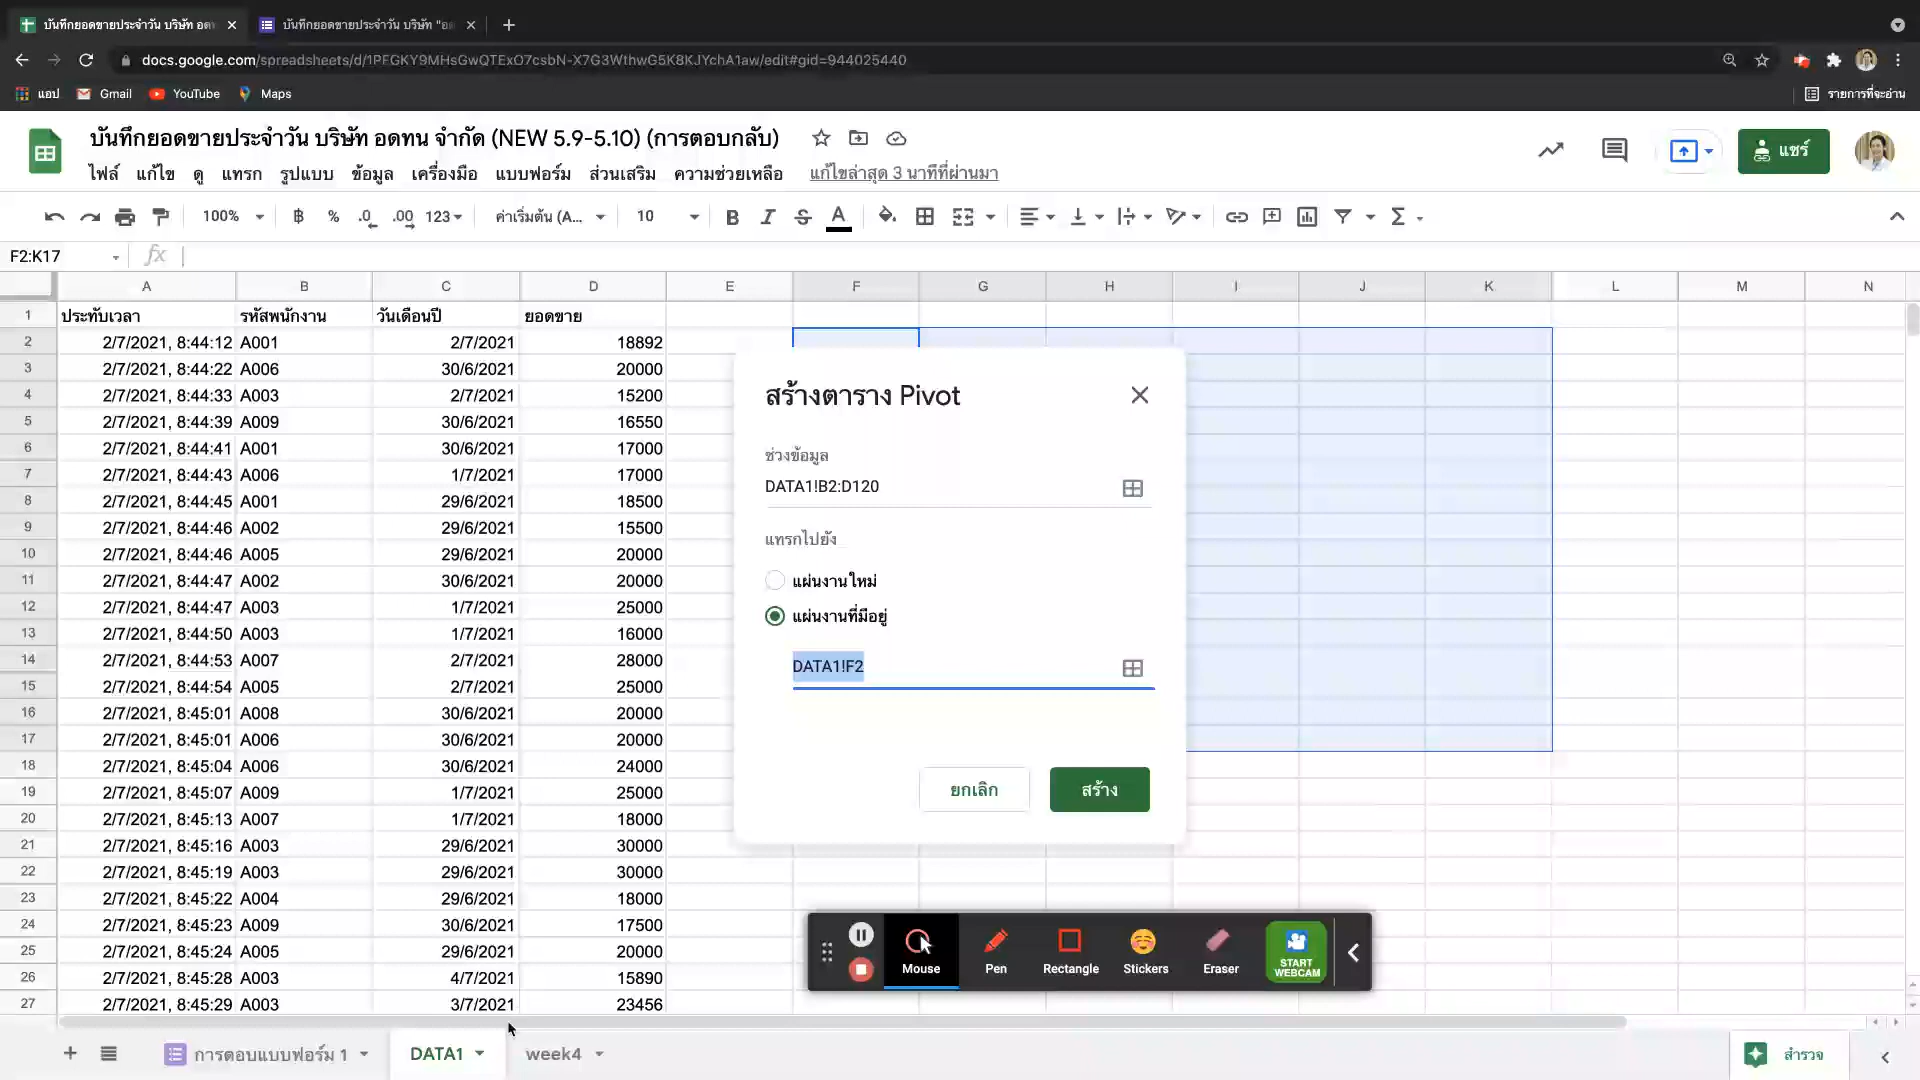 บันทึกยอดขายประจำวัน บริษัท อดท
บันทึกยอดขายประจำวัน บริษัท "อ
docs.google.com/spreadsheets/d/1PFGKY9MHsGwQTExO7csbN-X7G3WthwG5K8KJYchA1aw/edit#gid=944025440
แอป Gmail YouTube Maps รายการที่จะอ่าน
บันทึกยอดขายประจำวัน บริษัท อดทน จำกัด (NEW 5.9-5.10) (การตอบกลับ)
แชร์
ไฟล์ แก้ไข ดู แทรก รูปแบบ ข้อมูล เครื่องมือ แบบฟอร์ม ส่วนเสริม ความช่วยเหลือ แก้ไขล่าสุด 3 นาทีที่ผ่านมา
100% ฿ % .0 .00 123 ค่าเริ่มต้น (A... 10 B I S A Σ
F2:K17 fx
A B C D E F G H I J K L M N
1 ประทับเวลา รหัสพนักงาน วันเดือนปี ยอดขาย
2 2/7/2021, 8:44:12 A001 2/7/2021 18892
3 2/7/2021, 8:44:22 A006 30/6/2021 20000
4 2/7/2021, 8:44:33 A003 2/7/2021 15200
5 2/7/2021, 8:44:39 A009 30/6/2021 16550
6 2/7/2021, 8:44:41 A001 30/6/2021 17000
7 2/7/2021, 8:44:43 A006 1/7/2021 17000
8 2/7/2021, 8:44:45 A001 29/6/2021 18500
9 2/7/2021, 8:44:46 A002 29/6/2021 15500
10 2/7/2021, 8:44:46 A005 29/6/2021 20000
11 2/7/2021, 8:44:47 A002 30/6/2021 20000
12 2/7/2021, 8:44:47 A003 1/7/2021 25000
13 2/7/2021, 8:44:50 A003 1/7/2021 16000
14 2/7/2021, 8:44:53 A007 2/7/2021 28000
15 2/7/2021, 8:44:54 A005 2/7/2021 25000
16 2/7/2021, 8:45:01 A008 30/6/2021 20000
17 2/7/2021, 8:45:01 A006 30/6/2021 20000
18 2/7/2021, 8:45:04 A006 30/6/2021 24000
19 2/7/2021, 8:45:07 A009 1/7/2021 25000
20 2/7/2021, 8:45:13 A007 1/7/2021 18000
21 2/7/2021, 8:45:16 A003 29/6/2021 30000
22 2/7/2021, 8:45:19 A003 29/6/2021 30000
23 2/7/2021, 8:45:22 A004 29/6/2021 18000
24 2/7/2021, 8:45:23 A009 30/6/2021 17500
25 2/7/2021, 8:45:24 A005 29/6/2021 20000
26 2/7/2021, 8:45:28 A003 4/7/2021 15890
27 2/7/2021, 8:45:29 A003 3/7/2021 23456
สร้างตาราง Pivot
ช่วงข้อมูล
DATA1!B2:D120
แทรกไปยัง
แผ่นงานใหม่
แผ่นงานที่มีอยู่
DATA1!F2
ยกเลิก สร้าง
Mouse Pen Rectangle Stickers Eraser START
WEBCAM
การตอบแบบฟอร์ม 1 DATA1 week4 สำรวจ